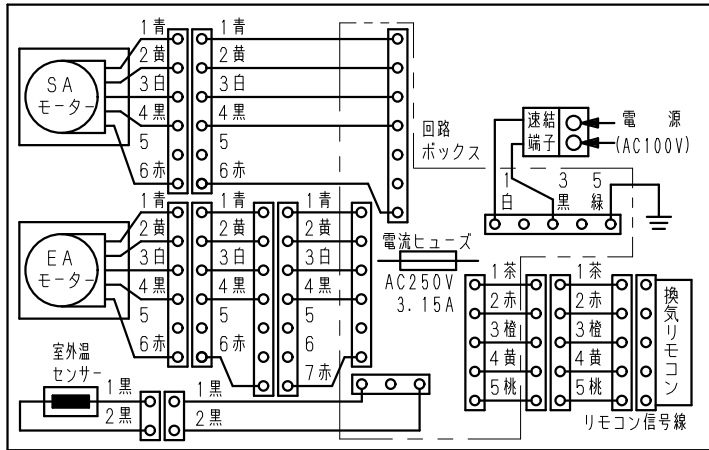 SA
モーター
1青
2黄
3白
4黒
5
6赤
1青
2黄
3白
4黒
5
6赤
回路
ボックス
速結
端子
電 源
(AC100V)
1
白
3
黒
5
緑
EA
モーター
1青
2黄
3白
4黒
5
6赤
1青
2黄
3白
4黒
5
6赤
1青
2黄
3白
4黒
5
6
7赤
電流ヒューズ
AC250V
3.15A
1茶
2赤
3橙
4黄
5桃
1茶
2赤
3橙
4黄
5桃
換気リモコン
リモコン信号線
室外温
センサー
1黒
2黒
1黒
2黒